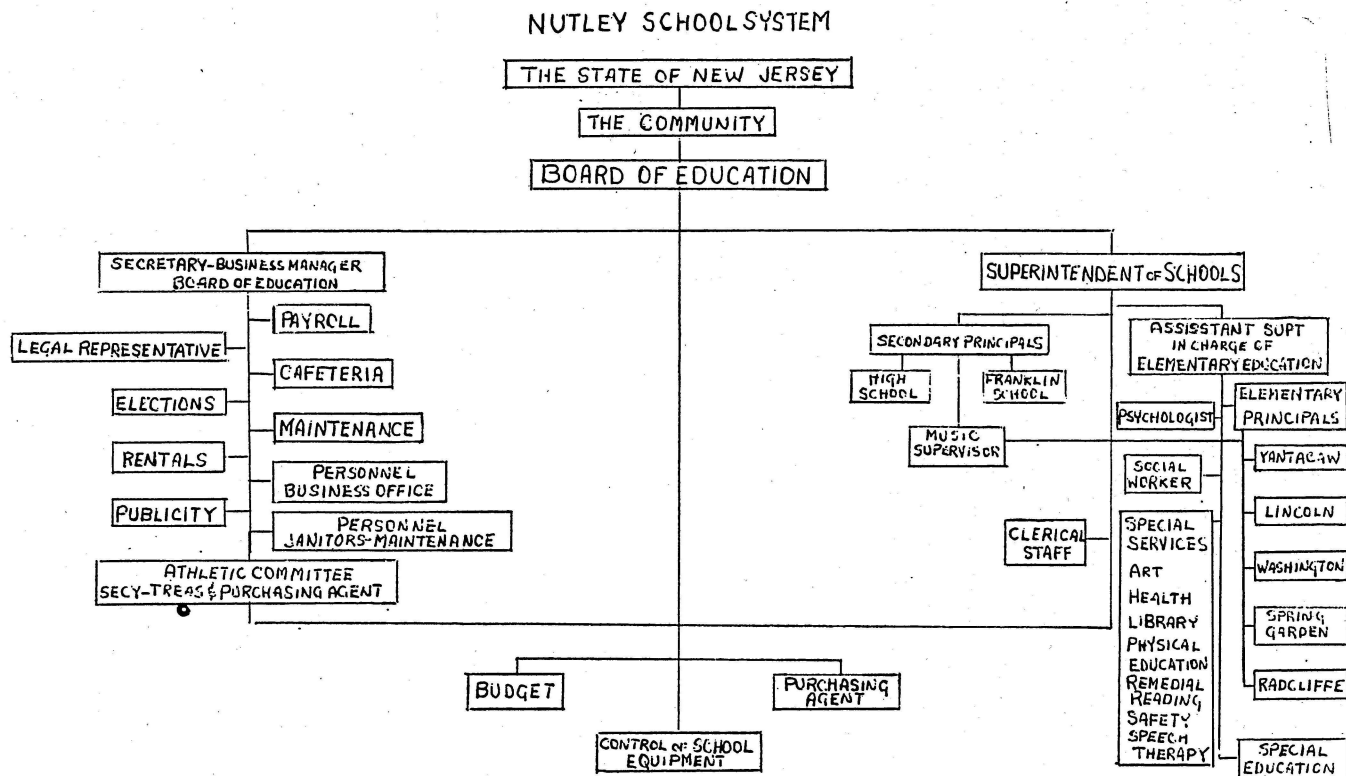 NUTLEY SCHOOL SYSTEM
THE STATE OF NEW JERSEY
THE COMMUNITY
BOARD OF EDUCATION
SECRETARY-BUSINESS MANAGER
BOARD OF EDUCATION
PAYROLL
LEGAL REPRESENTATIVE
CAFETERIA
ELECTIONS
MAINTENANCE
RENTALS
PERSONNEL
BUSINESS OFFICE
PUBLICITY
PERSONNEL
JANITORS-MAINTENANCE
ATHLETIC COMMITTEE
SECY-TREAS & PURCHASING AGENT
SUPERINTENDENT OF SCHOOLS
SECONDARY PRINCIPALS
HIGH
SCHOOL
FRANKLIN
SCHOOL
MUSIC
SUPERVISOR
CLERICAL
STAFF
ASSISTANT SUPT
IN CHARGE OF
ELEMENTARY EDUCATION
PSYCHOLOGIST
SOCIAL
WORKER
SPECIAL
SERVICES
ART
HEALTH
LIBRARY
PHYSICAL
EDUCATION
REMEDIAL
READING
SAFETY
SPEECH
THERAPY
ELEMENTARY
PRINCIPALS
YANTACAW
LINCOLN
WASHINGTON
SPRING
GARDEN
RADCLIFFE
SPECIAL
EDUCATION
BUDGET
PURCHASING
AGENT
CONTROL OF SCHOOL
EQUIPMENT